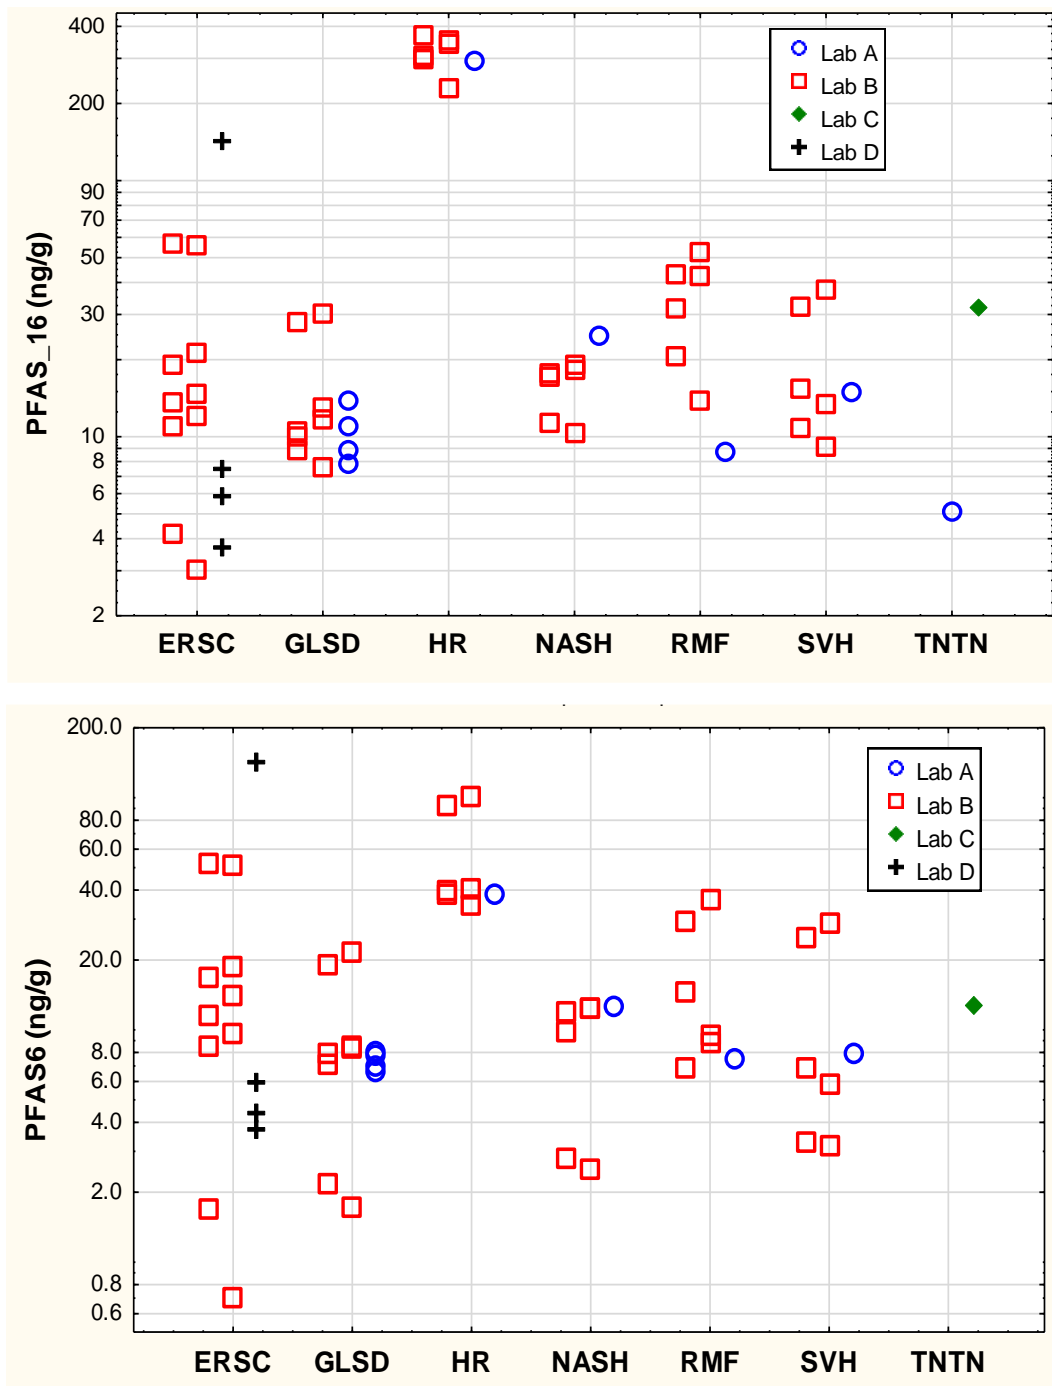 PFAS_16 (ng/g)
400
200
90
70
50
30
10
8
6
4
2
Lab A
Lab B
Lab C
Lab D
ERSC GLSD HR NASH RMF SVH TNTN
PFAS6 (ng/g)
200.0
80.0
60.0
40.0
20.0
8.0
6.0
4.0
2.0
0.8
0.6
Lab A
Lab B
Lab C
Lab D
ERSC GLSD HR NASH RMF SVH TNTN